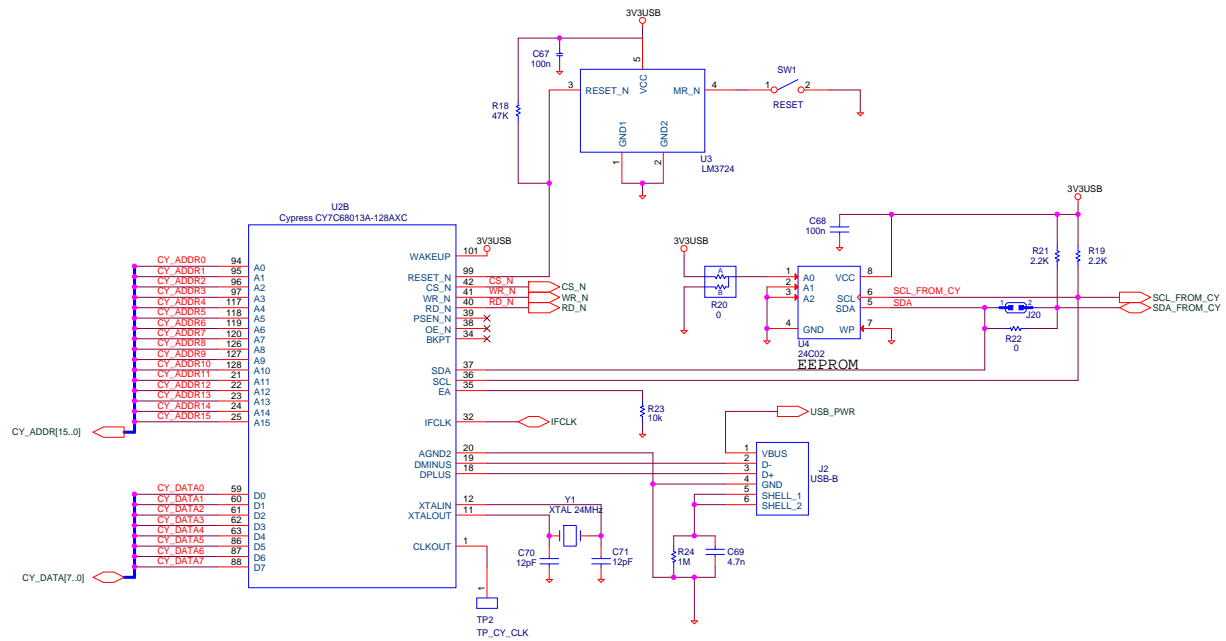 3V3USB
C67
100n
5
VCC
3
RESET_N
MR_N
4
SW1
1
2
RESET
R18
47K
GND1
GND2
1
2
U3
LM3724
U2B
Cypress CY7C68013A-128AXC
3V3USB
3V3USB
3V3USB
CY_ADDR0
94
A0
CY_ADDR1
95
A1
CY_ADDR2
96
A2
CY_ADDR3
97
A3
CY_ADDR4
117
A4
CY_ADDR5
118
A5
CY_ADDR6
119
A6
CY_ADDR7
120
A7
CY_ADDR8
126
A8
CY_ADDR9
127
A9
CY_ADDR10
128
A10
CY_ADDR11
21
A11
CY_ADDR12
22
A12
CY_ADDR13
23
A13
CY_ADDR14
24
A14
CY_ADDR15
25
A15
CY_ADDR[15..0]
CY_DATA0
59
D0
CY_DATA1
60
D1
CY_DATA2
61
D2
CY_DATA3
62
D3
CY_DATA4
63
D4
CY_DATA5
86
D5
CY_DATA6
87
D6
CY_DATA7
88
D7
CY_DATA[7..0]
WAKEUP
101
RESET_N
99
CS_N
42
CS_N
CS_N
WR_N
41
WR_N
WR_N
RD_N
40
RD_N
RD_N
PSEN_N
39
OE_N
38
BKPT
34
SDA
37
SCL
36
EA
35
IFCLK
32
IFCLK
AGND2
20
DMINUS
19
DPLUS
18
XTALIN
12
XTALOUT
11
CLKOUT
1
R23
10k
Y1
XTAL 24MHz
C70
12pF
C71
12pF
1
TP2
TP_CY_CLK
A
B
R20
0
C68
100n
1
A0
2
A1
3
A2
4
GND
VCC
8
SCL
6
SDA
5
WP
7
U4
24C02
EEPROM
SCL_FROM_CY
SDA
R21
2.2K
R19
2.2K
1
2
J20
R22
0
SCL_FROM_CY
SDA_FROM_CY
USB_PWR
1
VBUS
2
D-
3
D+
4
GND
5
SHELL_1
6
SHELL_2
J2
USB-B
R24
1M
C69
4.7n